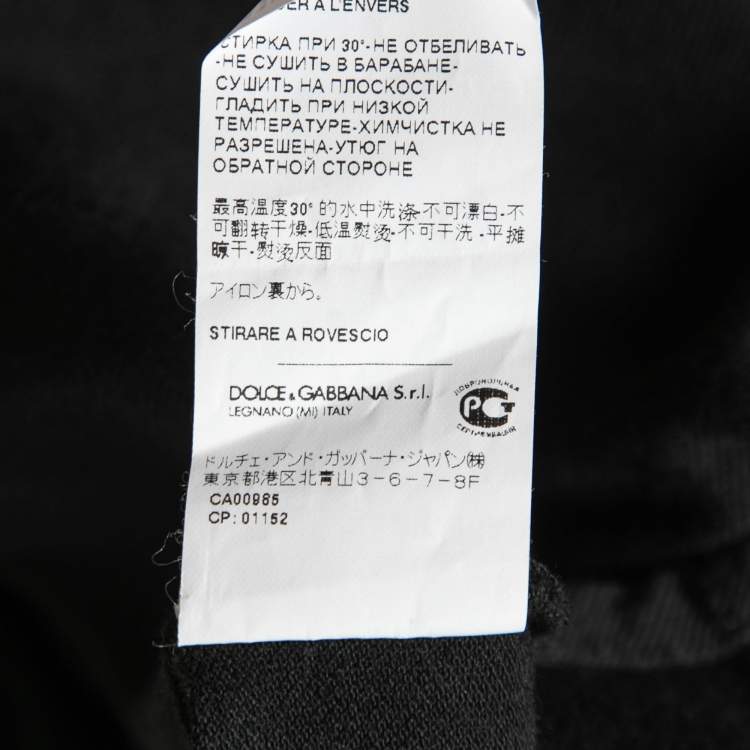 À L'ENVERS
СТИРКА ПРИ 30°-НЕ ОТБЕЛИВАТЬ
-НЕ СУШИТЬ В БАРАБАНЕ-
СУШИТЬ НА ПЛОСКОСТИ-
ГЛАДИТЬ ПРИ НИЗКОЙ
ТЕМПЕРАТУРЕ-ХИМЧИСТКА НЕ
РАЗРЕШЕНА-УТЮГ НА
ОБРАТНОЙ СТОРОНЕ
最高温度30°的水中洗涤-不可漂白-不
可翻转干燥-低温熨烫-不可干洗.-平摊
晾干-熨烫反面
アイロン裏から。
STIRARE A ROVESCIO
DOLCE & GABBANA S.r.l.
LEGNANO (MI) ITALY
ДОБРОВОЛЬНАЯ
РСТ
СЕРТИФИКАЦИЯ
ドルチェ・アンド・ガッバーナ・ジャパン(株)
東京都港区北青山3-6-7-8F
CA00985
CP: 01152